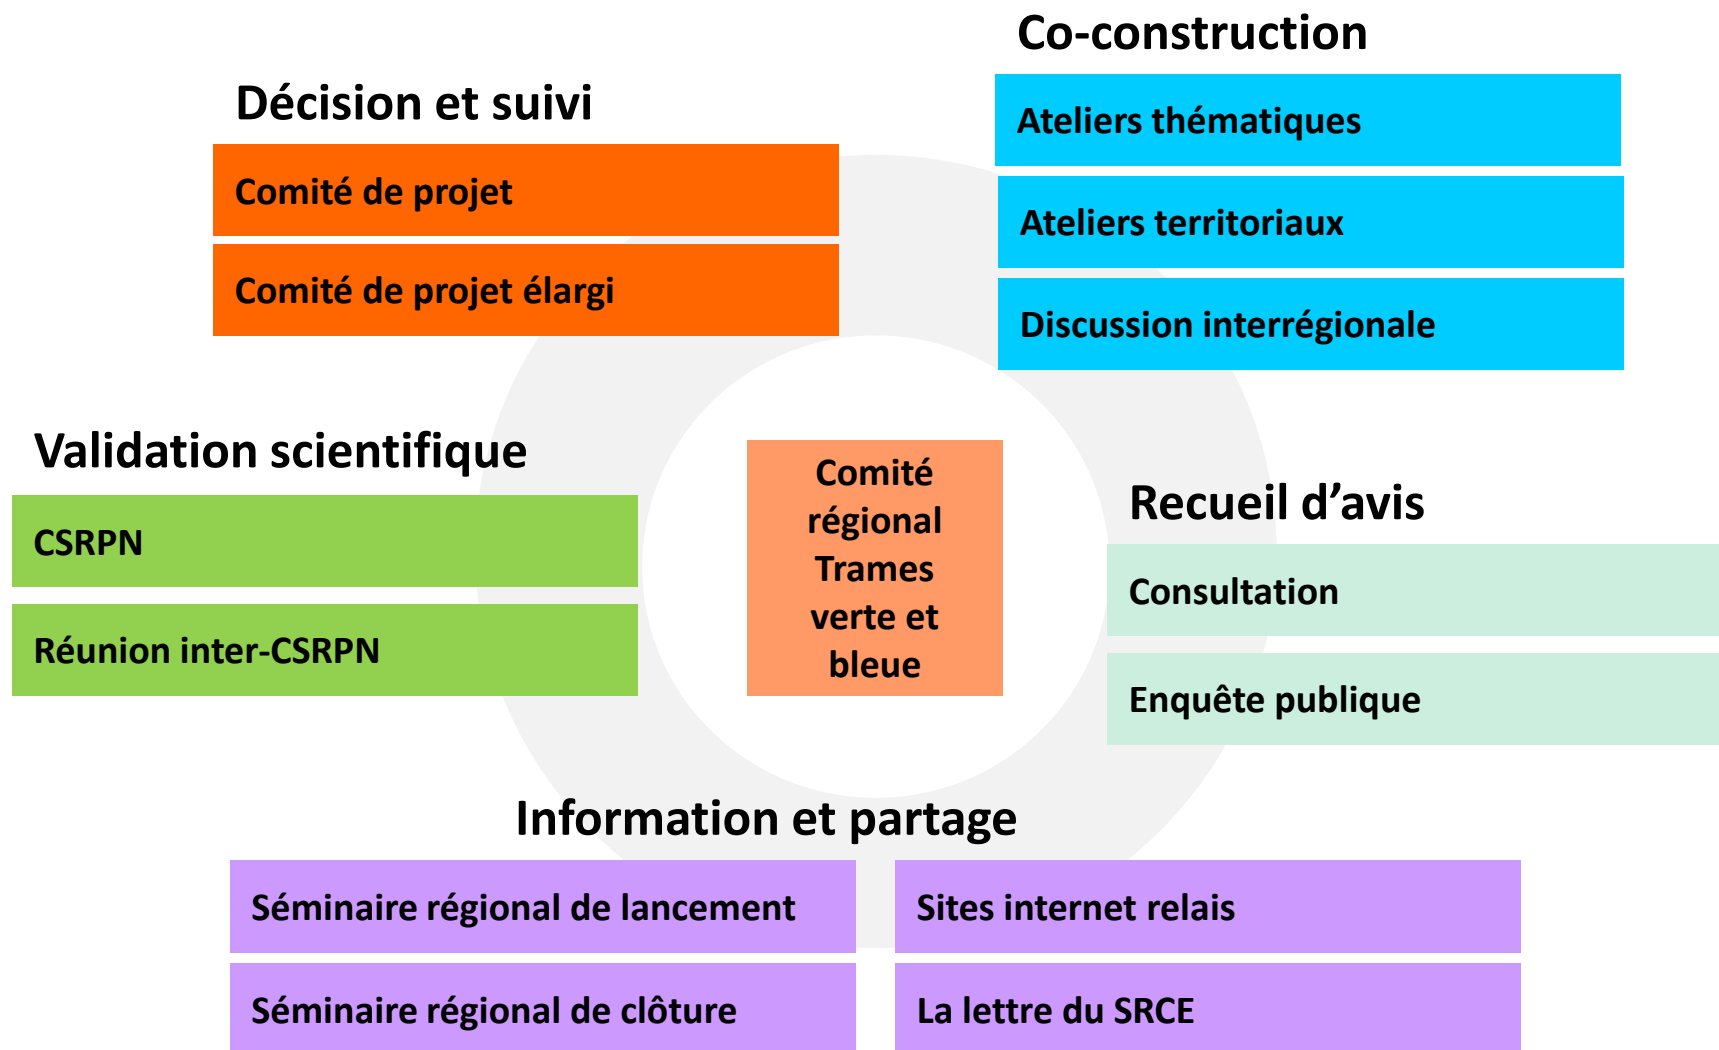 Co-construction
Ateliers thématiques
Ateliers territoriaux
Discussion interrégionale
Décision et suivi
Comité de projet
Comité de projet élargi
Validation scientifique
CSRPN
Réunion inter-CSRPN
Comité
régional
Trames
verte et
bleue
Recueil d’avis
Consultation
Enquête publique
Information et partage
Séminaire régional de lancement
Sites internet relais
Séminaire régional de clôture
La lettre du SRCE